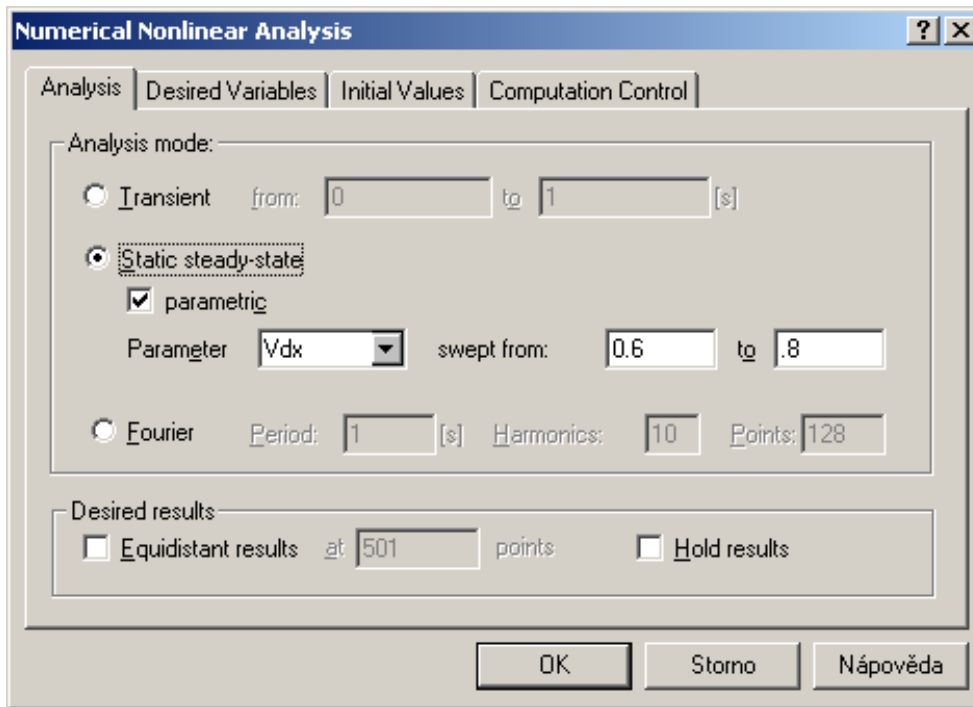 Numerical Nonlinear Analysis
Analysis Desired Variables Initial Values Computation Control
Analysis mode:
Transient from: 0 to 1 [s]
Static steady-state
parametric
Parameter Vdx swept from: 0.6 to .8
Fourier Period: 1 [s] Harmonics: 10 Points: 128
Desired results
Equidistant results at 501 points Hold results
OK Storno Nápověda